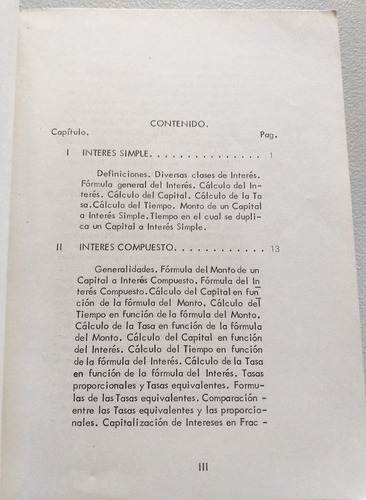 CONTENIDO.
Capítulo. Pag.
I INTERES SIMPLE. . . . . . . . . . . . . . . 1
Definiciones. Diversas clases de Interés.
Fórmula general del Interés. Cálculo del In-
terés. Cálculo del Capital. Cálculo de la Ta
sa.Cálculo del Tiempo. Monto de un Capital
a Interés Simple.Tiempo en el cual se dupli-
ca un Capital a Interés Simple.
II INTERES COMPUESTO. . . . . . . . . . . . 13
Generalidades. Fórmula del Monto de un
Capital a Interés Compuesto. Fórmula del In
terés Compuesto.Cálculo del Capital en fun
ción de la fórmula del Monto. Cálculo del
Tiempo en función de la fórmula del Monto.
Cálculo de la Tasa en función de la fórmula
del Monto. Cálculo del Capital en función
del Interés. Cálculo del Tiempo en función
de la fórmula del Interés. Cálculo de la Tasa
en función de la fórmula del Interés. Tasas
proporcionales y Tasas equivalentes. Formu-
las de las Tasas equivalentes. Comparación -
entre las Tasas equivalentes y las proporcio-
nales. Capitalización de Intereses en Frac -
III